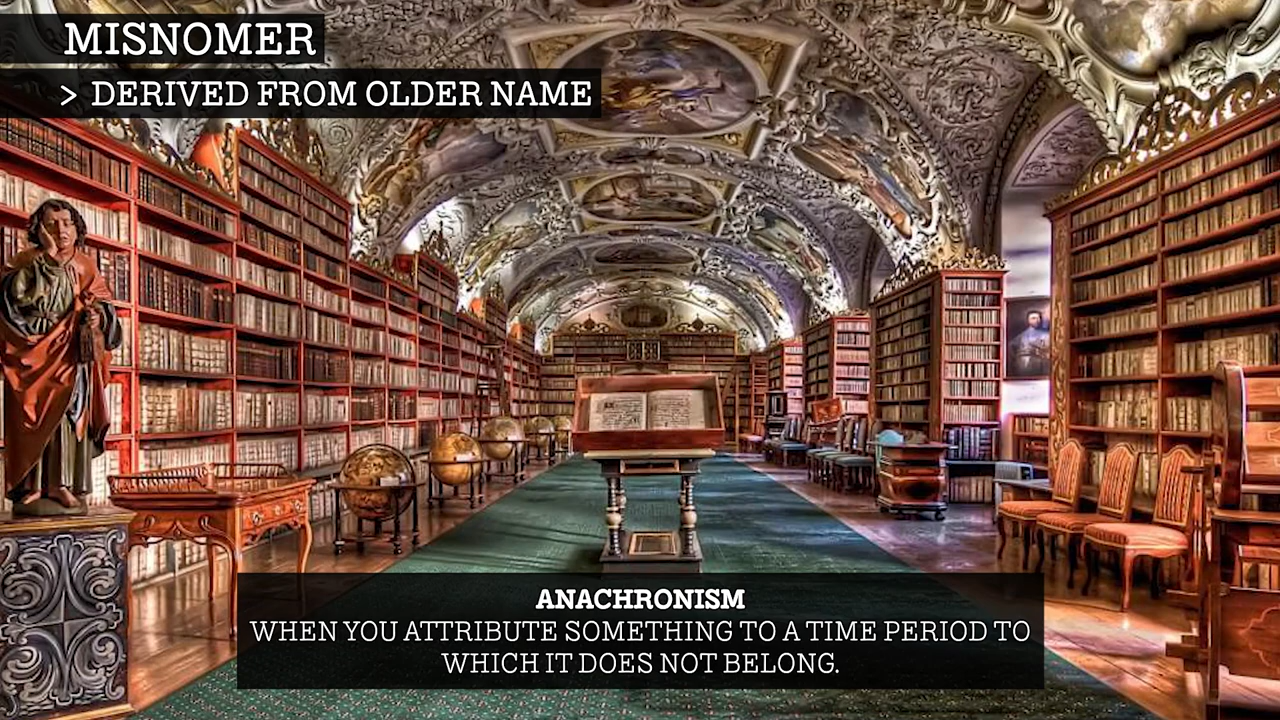 MISNOMER
> DERIVED FROM OLDER NAME
ANACHRONISM
WHEN YOU ATTRIBUTE SOMETHING TO A TIME PERIOD TO
WHICH IT DOES NOT BELONG.